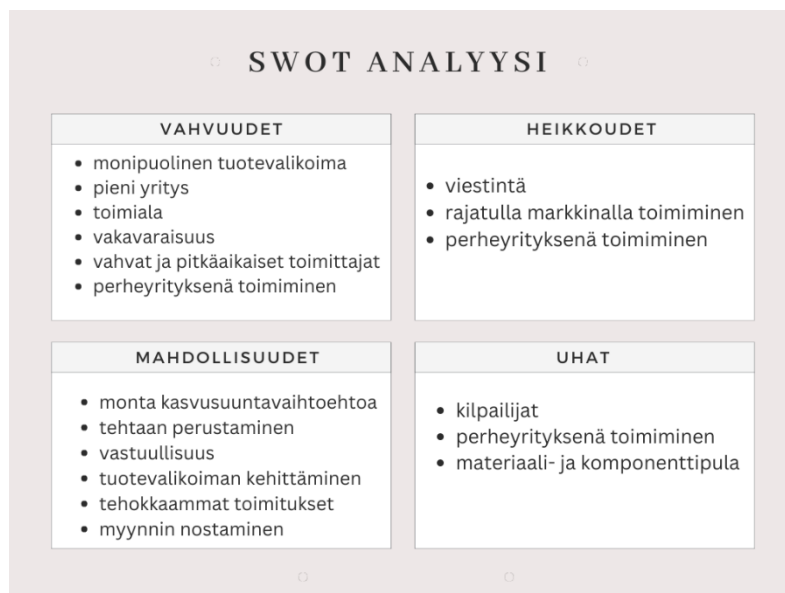 SWOT ANALYYSI
VAHVUUDET
• monipuolinen tuotevalikoima
• pieni yritys
• toimiala
• vakavaraisuus
• vahvat ja pitkäaikaiset toimittajat
• perheyrityksenä toimiminen
HEIKKOUDET
• viestintä
• rajatulla markkinalla toimiminen
• perheyrityksenä toimiminen
MAHDOLLISUUDET
• monta kasvusuuntavaihtoehtoa
• tehtaan perustaminen
• vastuullisuus
• tuotevalikoiman kehittäminen
• tehokkaammat toimitukset
• myynnin nostaminen
UHAT
• kilpailijat
• perheyrityksenä toimiminen
• materiaali- ja komponenttipula